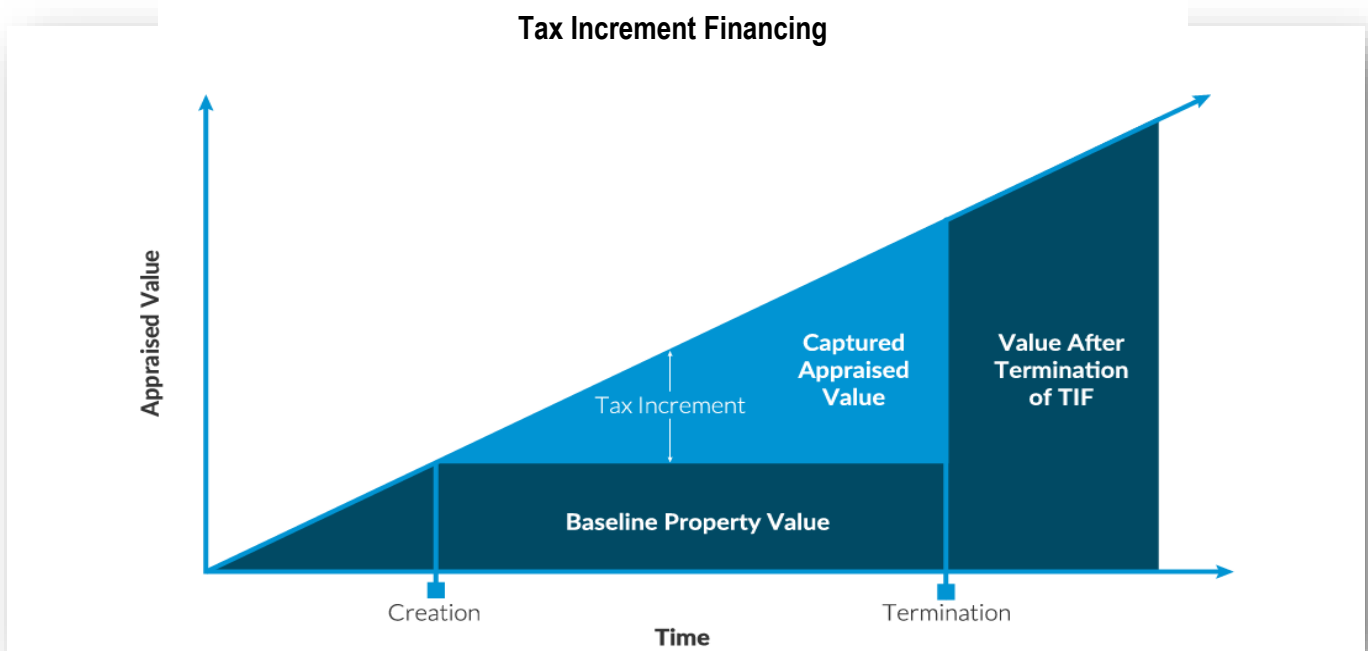 Tax Increment Financing
Appraised Value
Captured
Appraised
Value
Value After
Termination
of TIF
Tax Increment
Baseline Property Value
Creation
Termination
Time